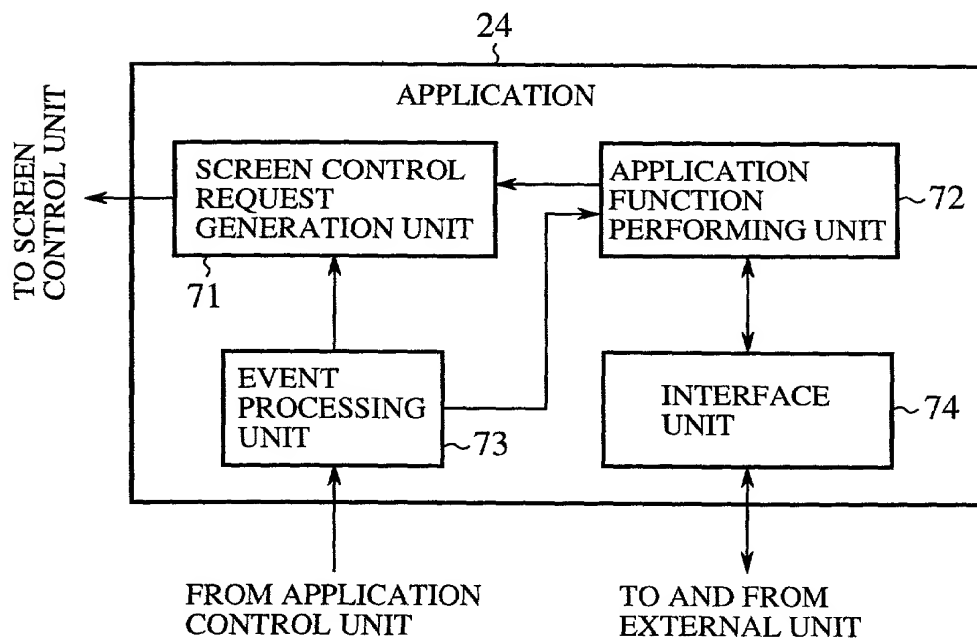 24
APPLICATION
TO SCREEN
CONTROL UNIT
SCREEN CONTROL
REQUEST
GENERATION UNIT
71
APPLICATION
FUNCTION
PERFORMING UNIT
72
EVENT
PROCESSING
UNIT
73
INTERFACE
UNIT
74
FROM APPLICATION
CONTROL UNIT
TO AND FROM
EXTERNAL UNIT